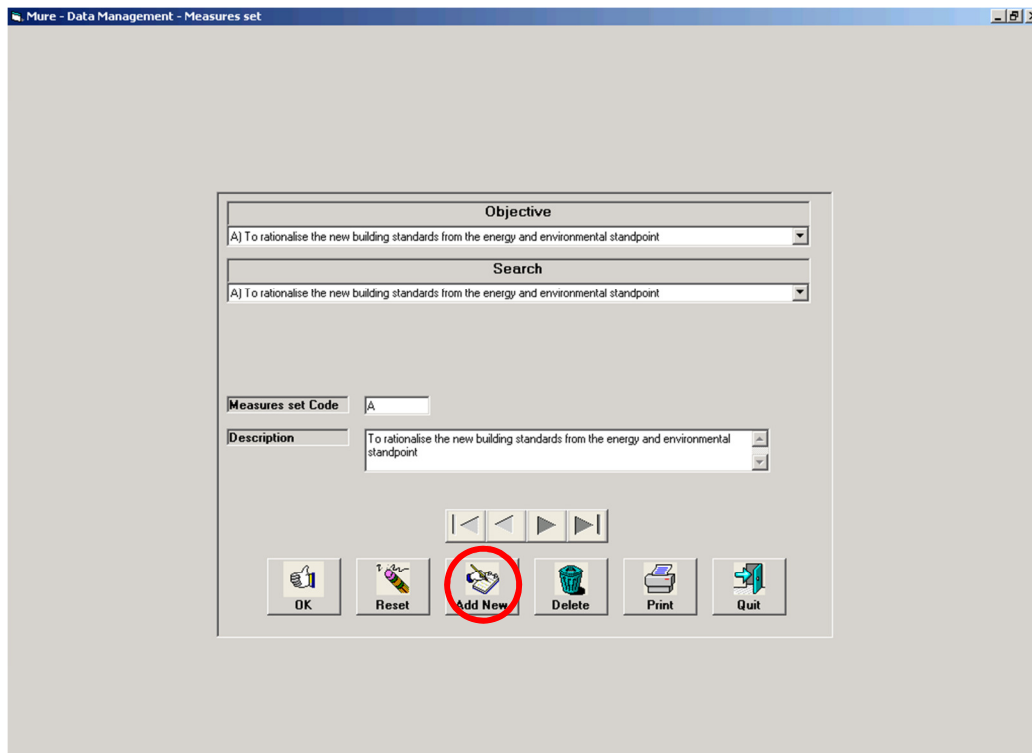 Mure - Data Management - Measures set
Objective
A) To rationalise the new building standards from the energy and environmental standpoint
Search
A) To rationalise the new building standards from the energy and environmental standpoint
Measures set Code
A
Description
To rationalise the new building standards from the energy and environmental
standpoint
OK
Reset
Add New
Delete
Print
Quit